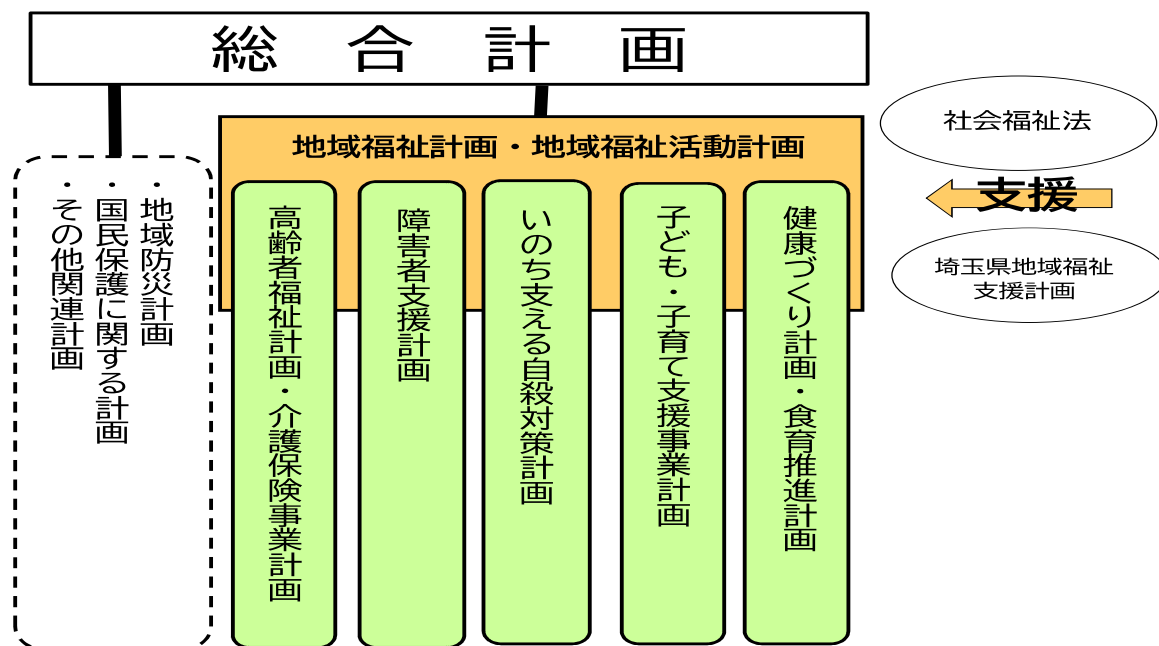 総合計画
地域福祉計画・地域福祉活動計画
社会福祉法
支援
埼玉県地域福祉
支援計画
・地域防災計画
・国民保護に関する計画
・その他関連計画
高齢者福祉計画・介護保険事業計画
障害者支援計画
いのち支える自殺対策計画
子ども・子育て支援事業計画
健康づくり計画・食育推進計画